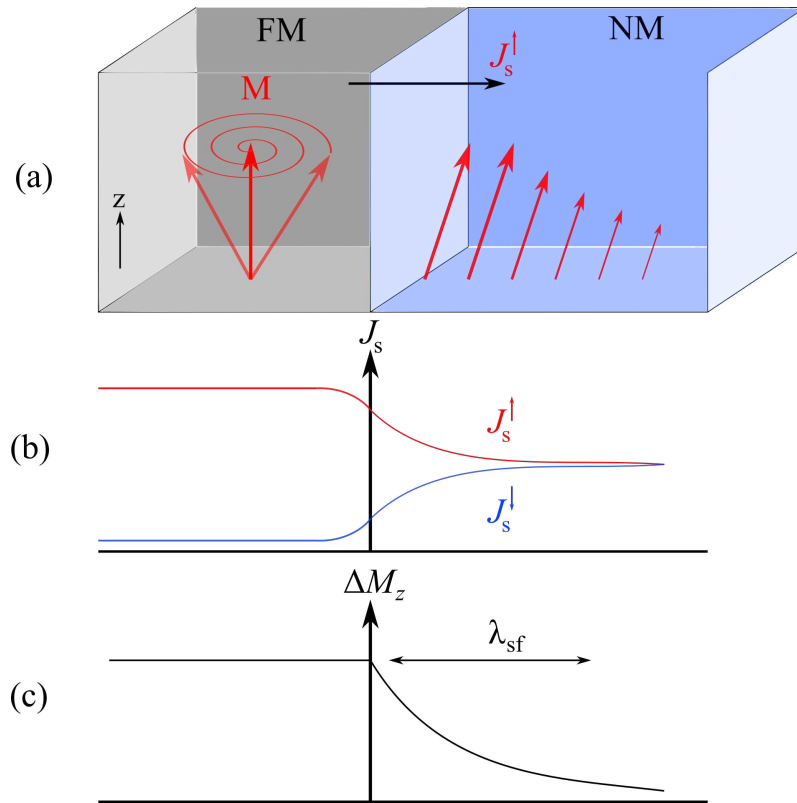 FM NM
J_s^↑
M
(a)
z
J_s
(b)
J_s^↑
J_s^↓
ΔM_z
λ_sf
(c)